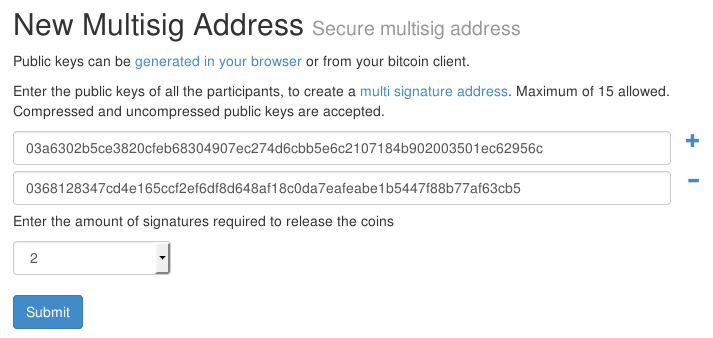 New Multisig Address Secure multisig address
Public keys can be generated in your browser or from your bitcoin client.
Enter the public keys of all the participants, to create a multi signature address. Maximum of 15 allowed.
Compressed and uncompressed public keys are accepted.
03a6302b5ce3820cfeb68304907ec274d6cbb5e6c2107184b902003501ec62956c
0368128347cd4e165ccf2ef6df8d648af18c0da7eafeabe1b5447f88b77af63cb5
Enter the amount of signatures required to release the coins
2
Submit